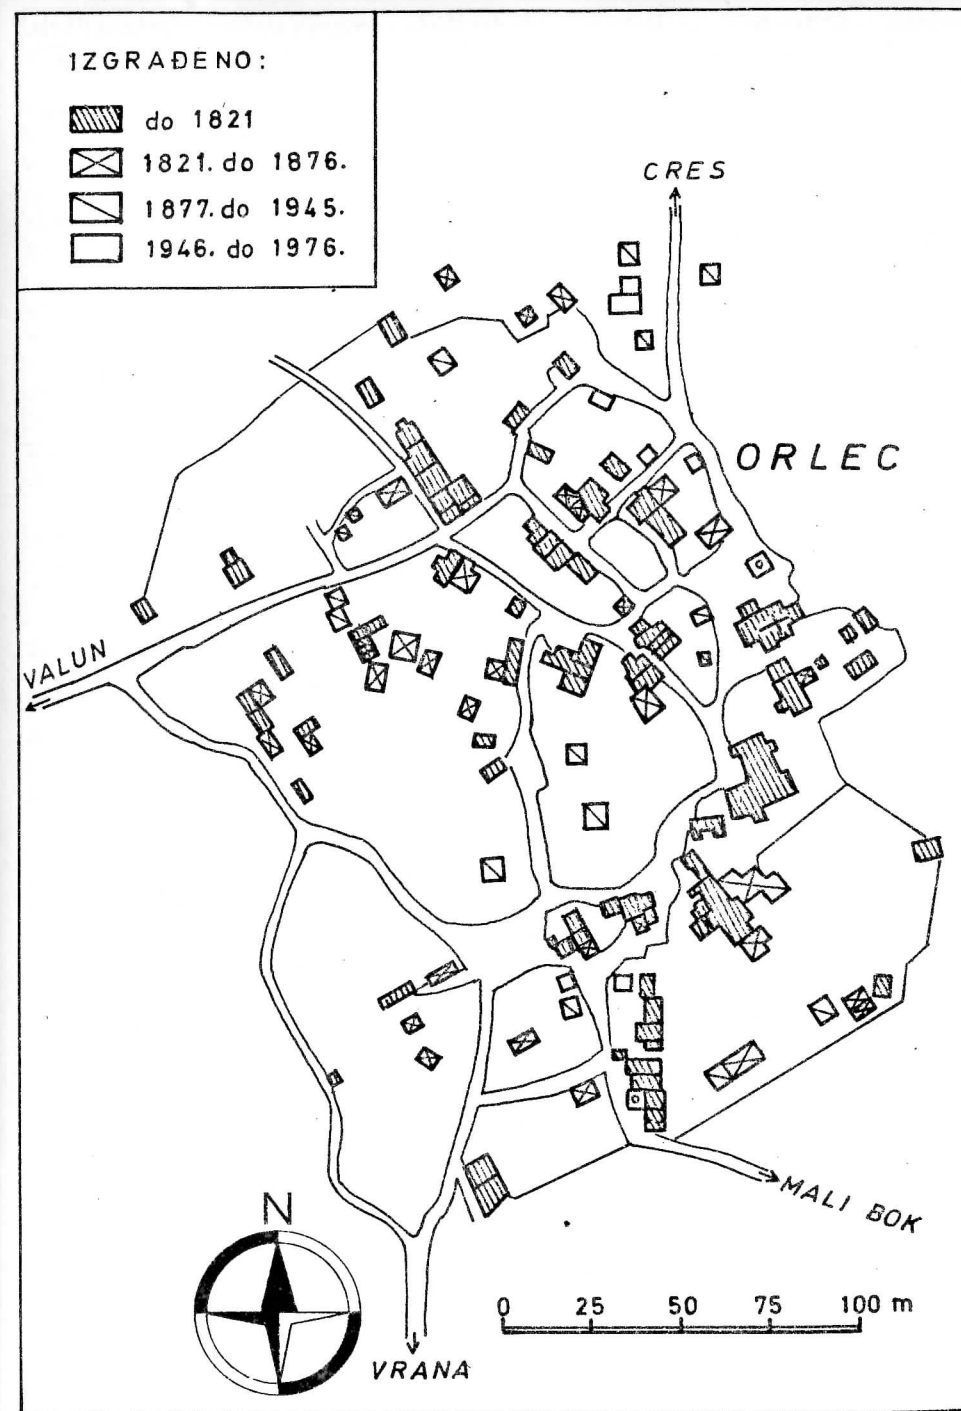 IZGRAĐENO:
do 1821
1821. do 1876.
1877. do 1945.
1946. do 1976.
CRES
ORLEC
VALUN
MALI BOK
N
0 25 50 75 100 m
VRANA